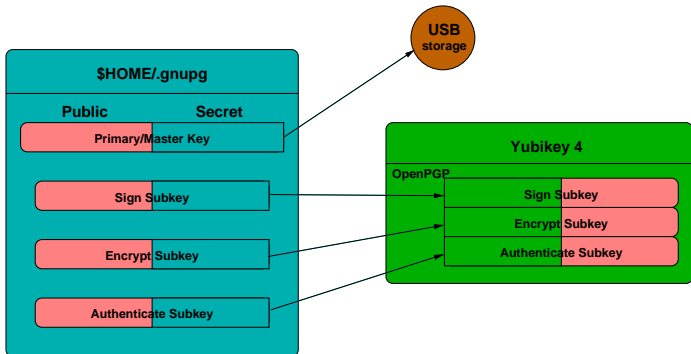 USB
storage
$HOME/.gnupg
Public Secret
Primary/Master Key
Sign Subkey
Encrypt Subkey
Authenticate Subkey
Yubikey 4
OpenPGP
Sign Subkey
Encrypt Subkey
Authenticate Subkey